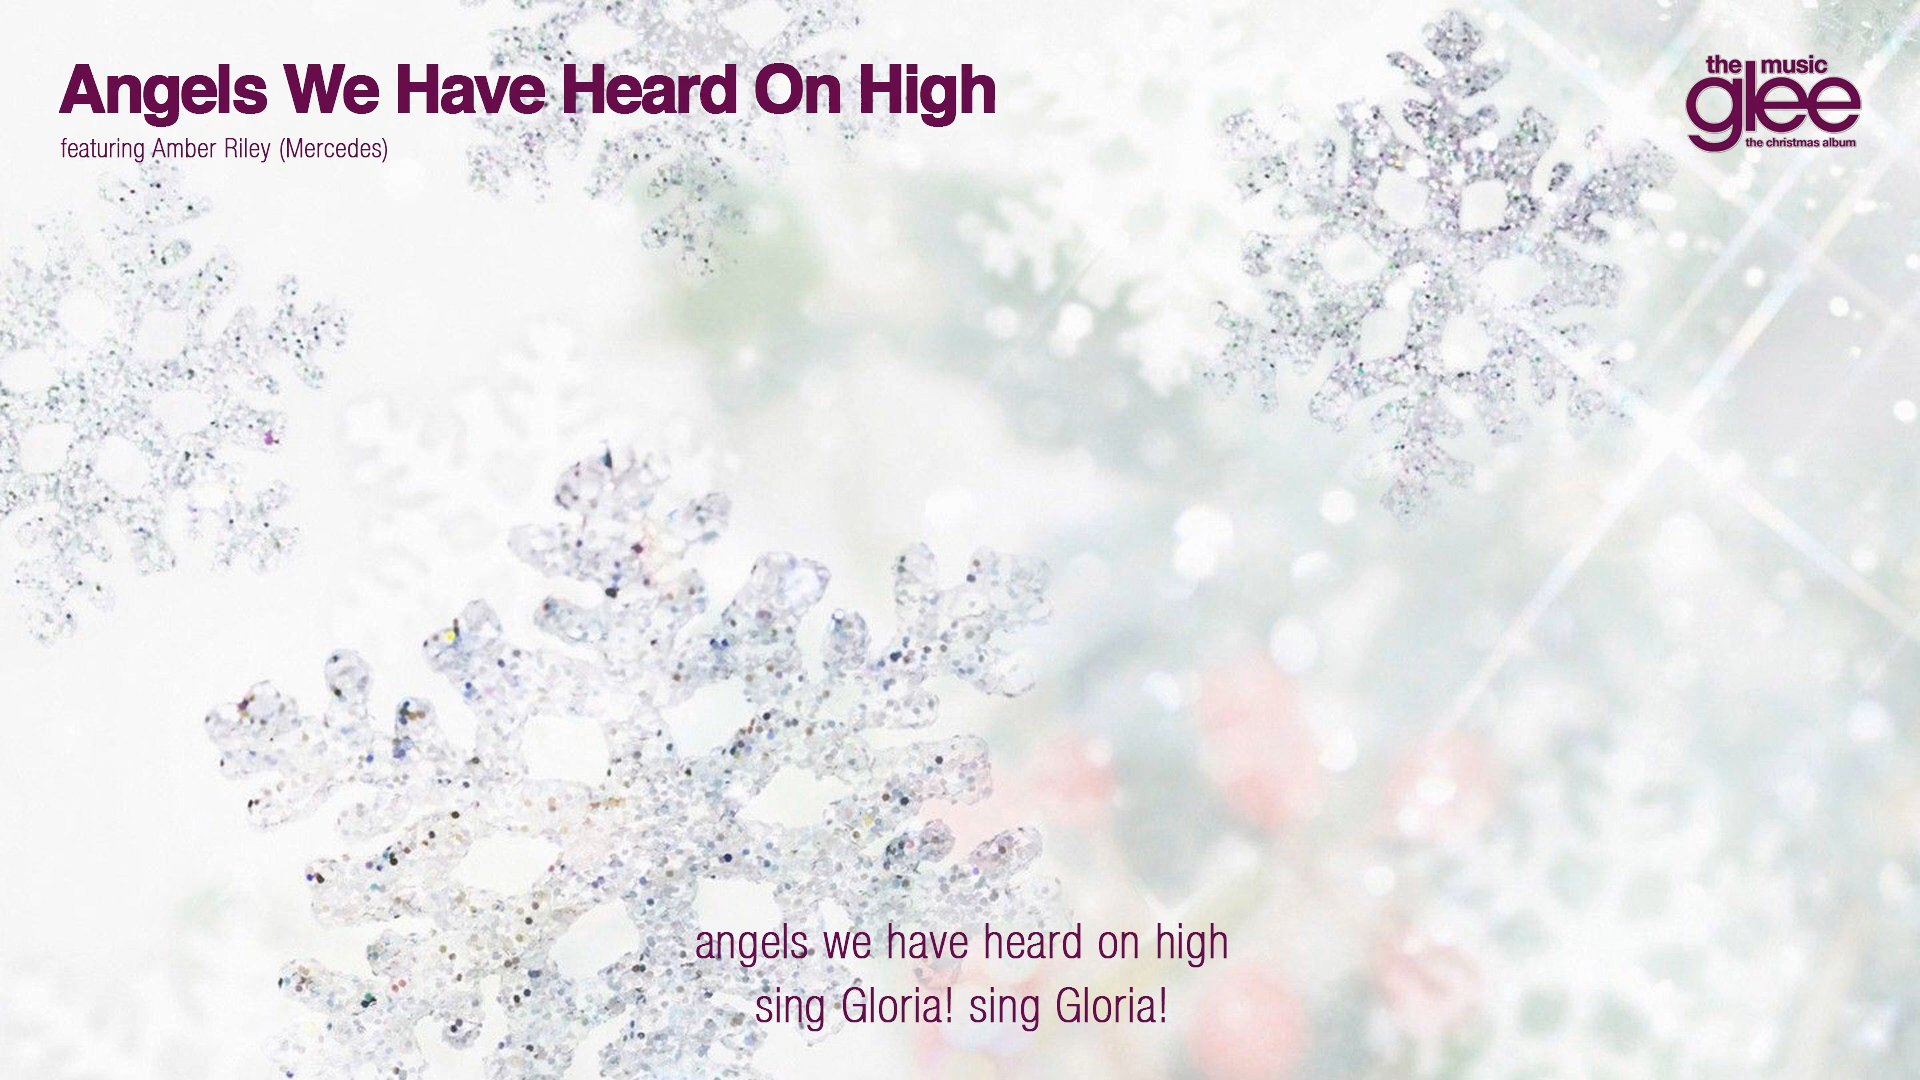 Angels We Have Heard On High
featuring Amber Riley (Mercedes)
the music
glee
the christmas album
angels we have heard on high
sing Gloria! sing Gloria!